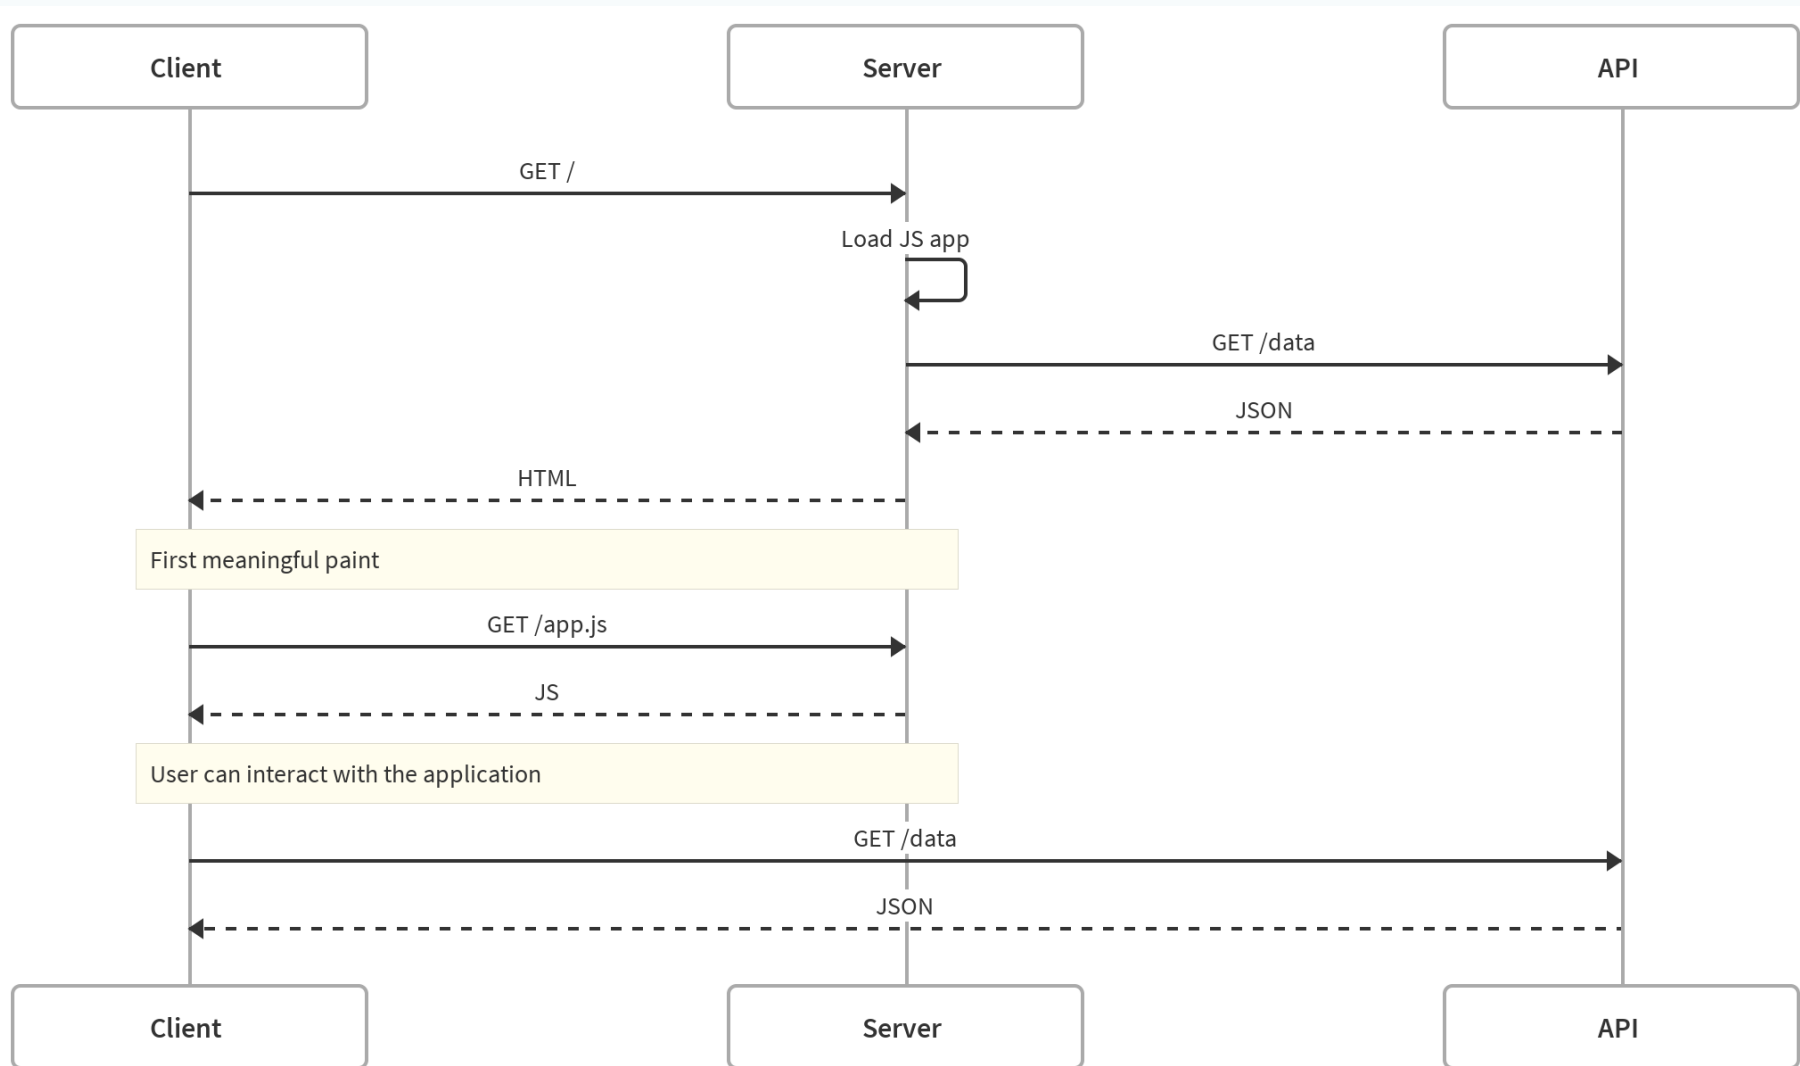 Client
Server
API
GET /
Load JS app
GET /data
JSON
HTML
First meaningful paint
GET /app.js
JS
User can interact with the application
GET /data
JSON
Client
Server
API